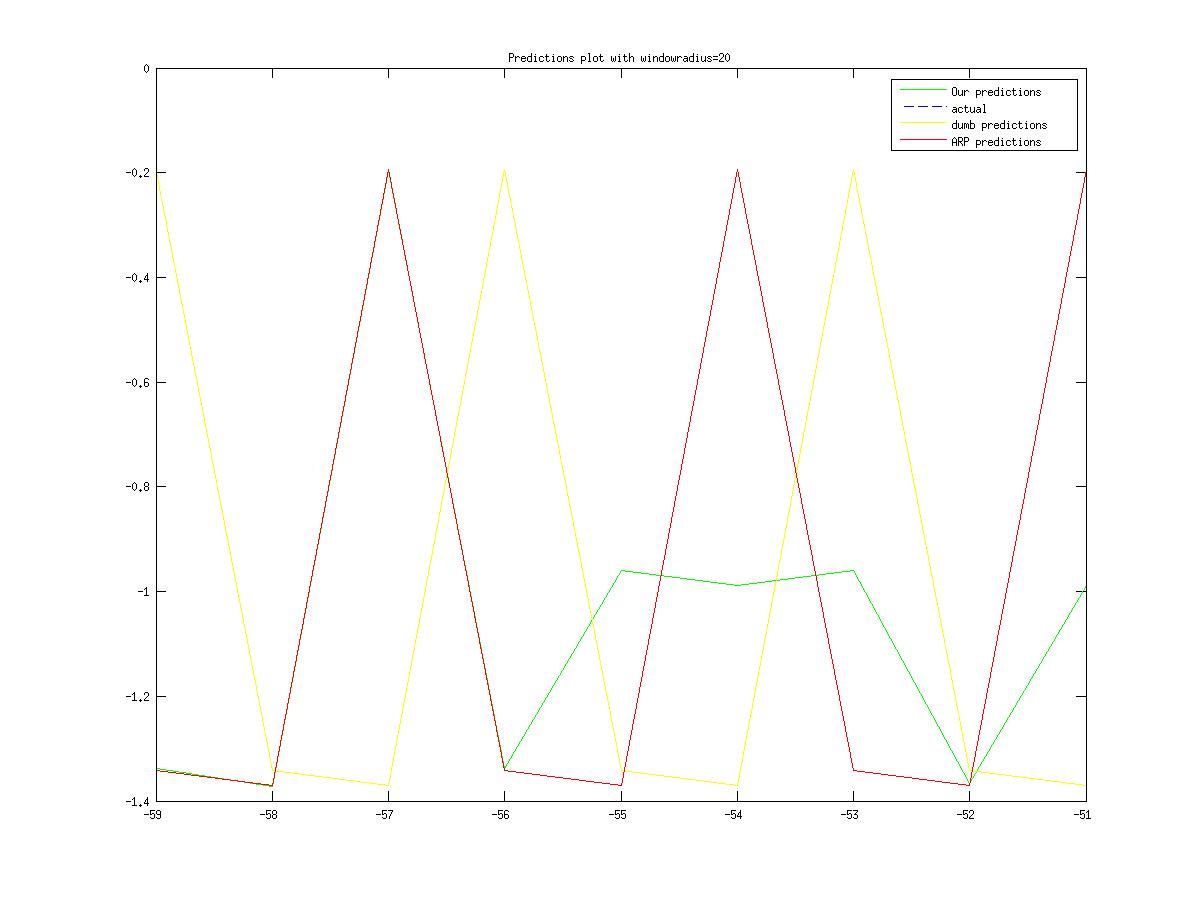 Predictions plot with windowradius=20
Our predictions
actual
dumb predictions
ARP predictions
0
-0.2
-0.4
-0.6
-0.8
-1
-1.2
-1.4
-59 -58 -57 -56 -55 -54 -53 -52 -51